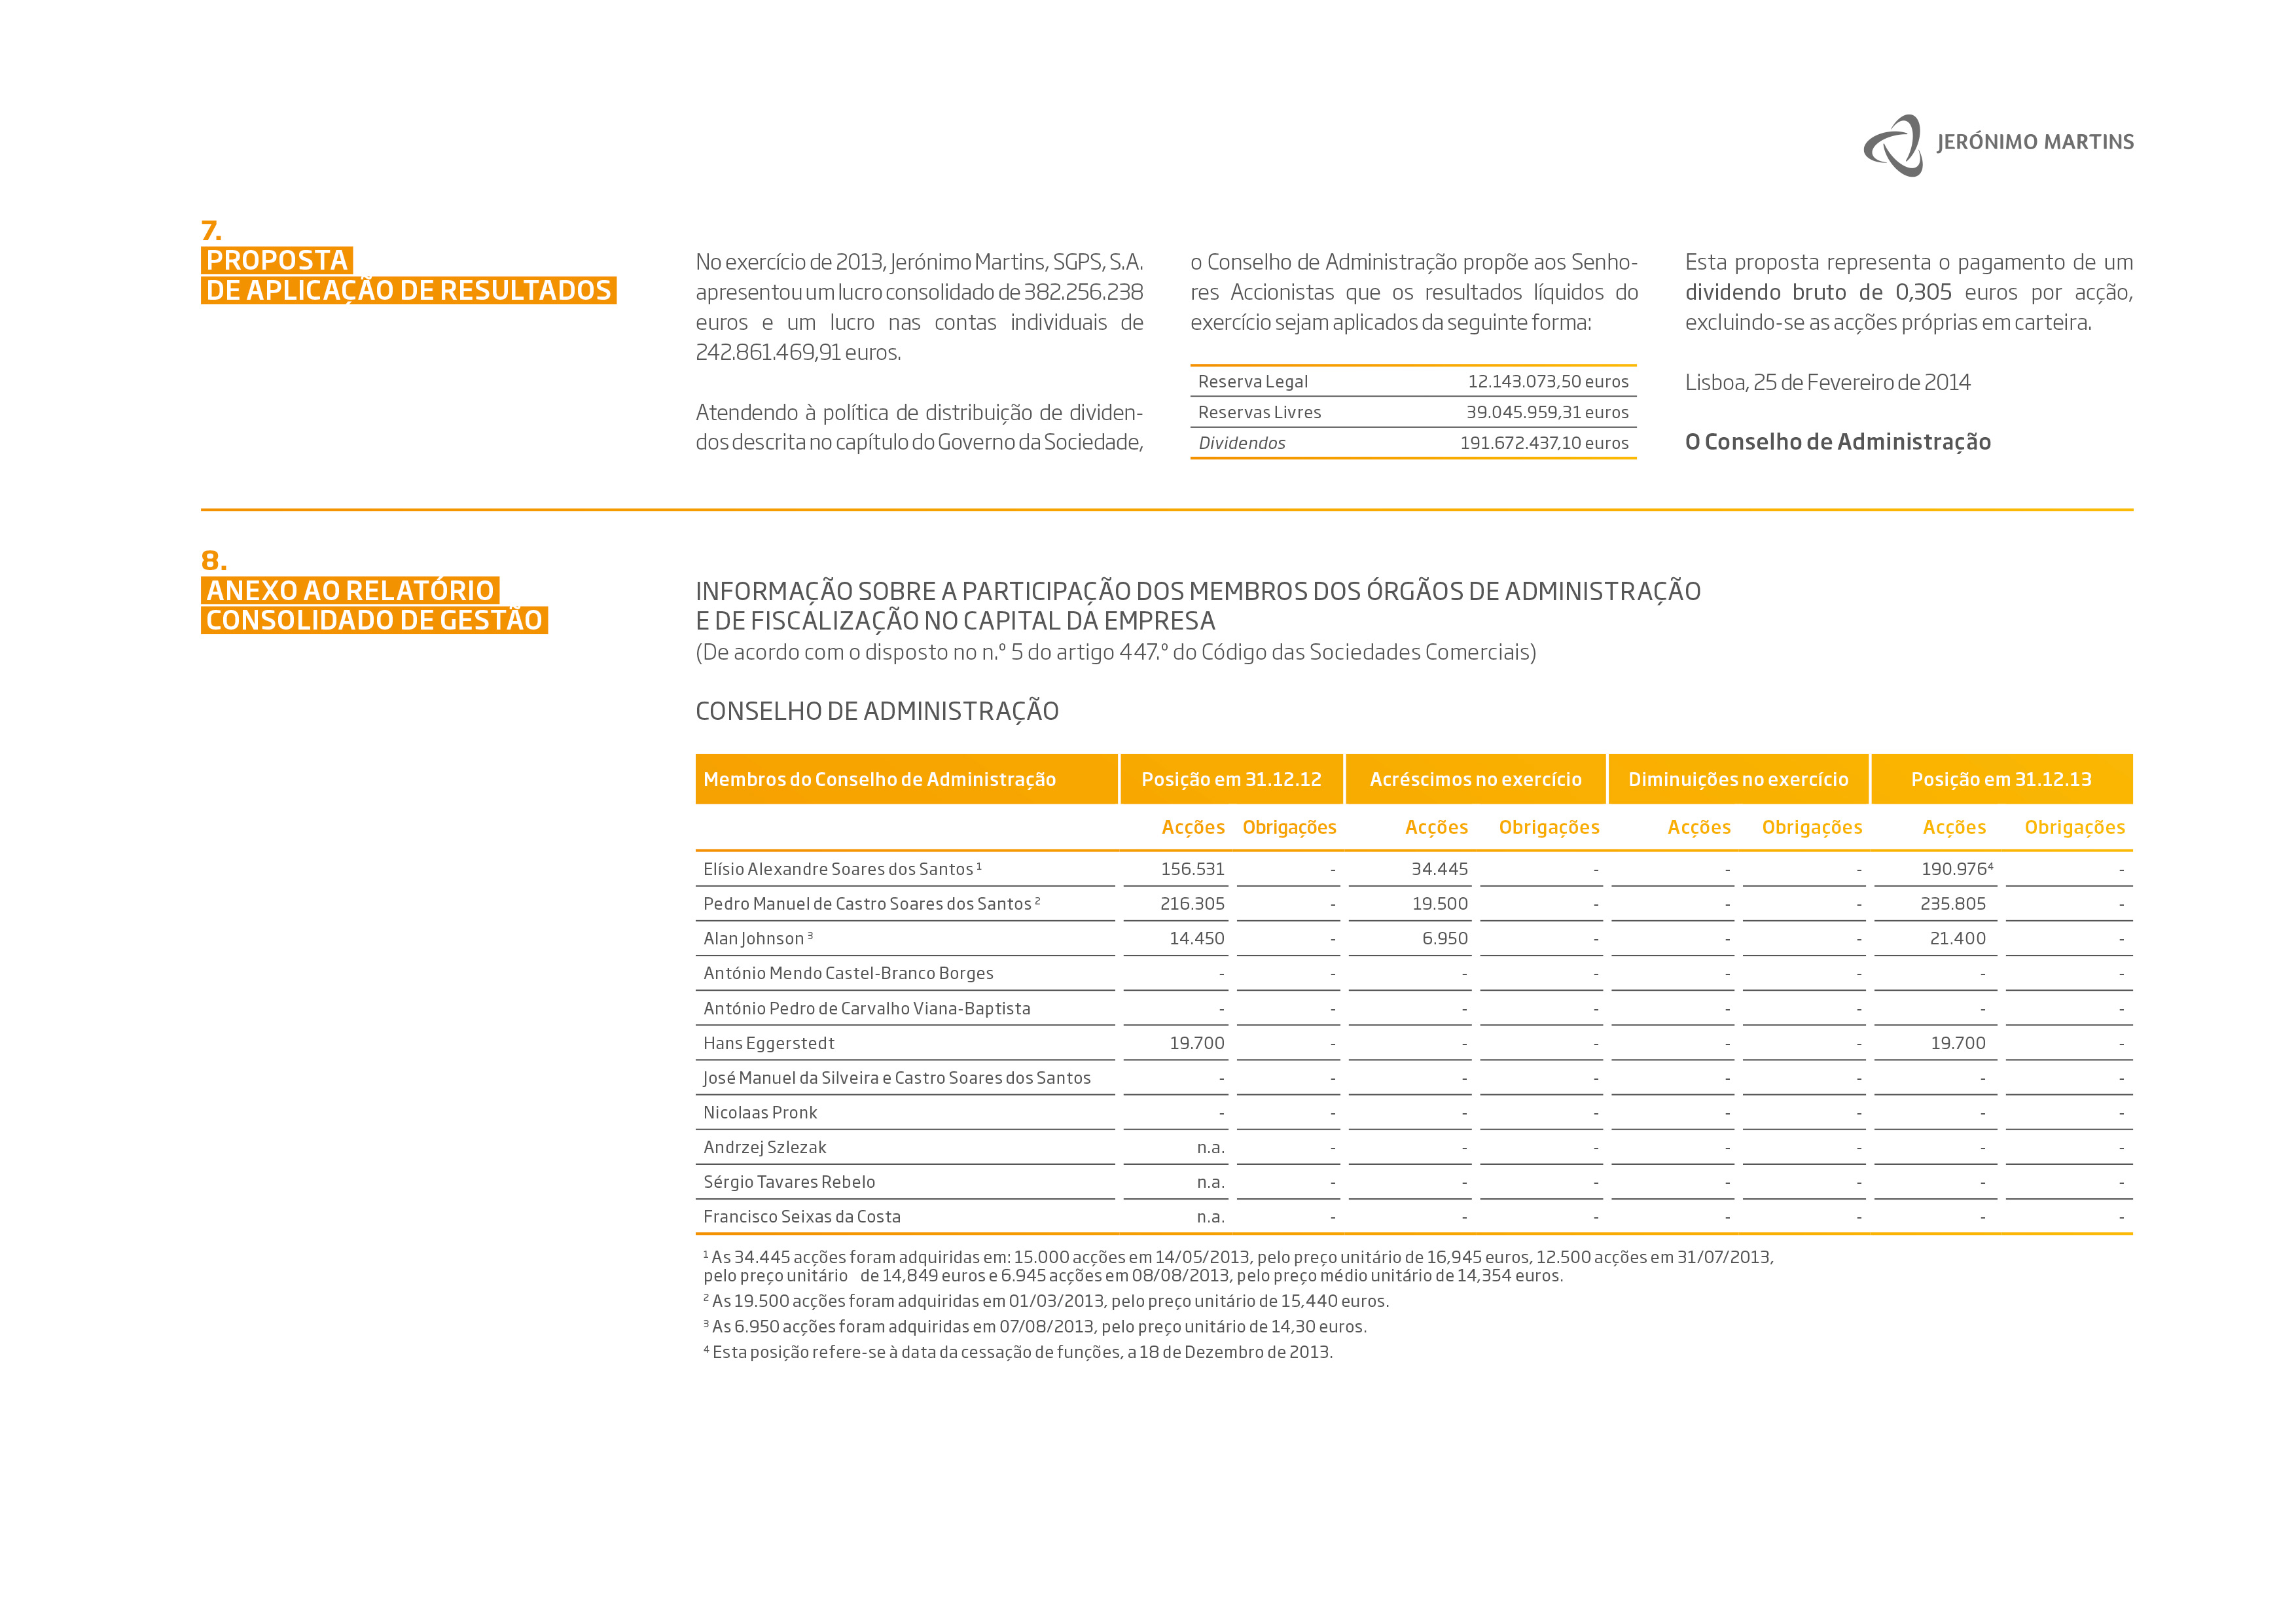 JERÓNIMO MARTINS
7.
PROPOSTA
DE APLICAÇÃO DE RESULTADOS
No exercício de 2013, Jerónimo Martins, SGPS, S.A.
apresentou um lucro consolidado de 382.256.238
euros e um lucro nas contas individuais de
242.861.469,91 euros.
Atendendo à política de distribuição de dividen-
dos descrita no capítulo do Governo da Sociedade,
o Conselho de Administração propõe aos Senho-
res Accionistas que os resultados líquidos do
exercício sejam aplicados da seguinte forma:
Reserva Legal 12.143.073,50 euros
Reservas Livres 39.045.959,31 euros
Dividendos 191.672.437,10 euros
Esta proposta representa o pagamento de um
dividendo bruto de 0,305 euros por acção,
excluindo-se as acções próprias em carteira.
Lisboa, 25 de Fevereiro de 2014
O Conselho de Administração
8.
ANEXO AO RELATÓRIO
CONSOLIDADO DE GESTÃO
INFORMAÇÃO SOBRE A PARTICIPAÇÃO DOS MEMBROS DOS ÓRGÃOS DE ADMINISTRAÇÃO
E DE FISCALIZAÇÃO NO CAPITAL DA EMPRESA
(De acordo com o disposto no n.º 5 do artigo 447.º do Código das Sociedades Comerciais)
CONSELHO DE ADMINISTRAÇÃO
Membros do Conselho de Administração Posição em 31.12.12 Acréscimos no exercício Diminuições no exercício Posição em 31.12.13
Acções Obrigações Acções Obrigações Acções Obrigações Acções Obrigações
Elísio Alexandre Soares dos Santos ¹ 156.531 - 34.445 - - - 190.976⁴ -
Pedro Manuel de Castro Soares dos Santos ² 216.305 - 19.500 - - - 235.805 -
Alan Johnson ³ 14.450 - 6.950 - - - 21.400 -
António Mendo Castel-Branco Borges - - - - - - - -
António Pedro de Carvalho Viana-Baptista - - - - - - - -
Hans Eggerstedt 19.700 - - - - - 19.700 -
José Manuel da Silveira e Castro Soares dos Santos - - - - - - - -
Nicolaas Pronk - - - - - - - -
Andrzej Szlezak n.a. - - - - - - -
Sérgio Tavares Rebelo n.a. - - - - - - -
Francisco Seixas da Costa n.a. - - - - - - -
¹ As 34.445 acções foram adquiridas em: 15.000 acções em 14/05/2013, pelo preço unitário de 16,945 euros, 12.500 acções em 31/07/2013,
pelo preço unitário de 14,849 euros e 6.945 acções em 08/08/2013, pelo preço médio unitário de 14,354 euros.
² As 19.500 acções foram adquiridas em 01/03/2013, pelo preço unitário de 15,440 euros.
³ As 6.950 acções foram adquiridas em 07/08/2013, pelo preço unitário de 14,30 euros.
⁴ Esta posição refere-se à data da cessação de funções, a 18 de Dezembro de 2013.